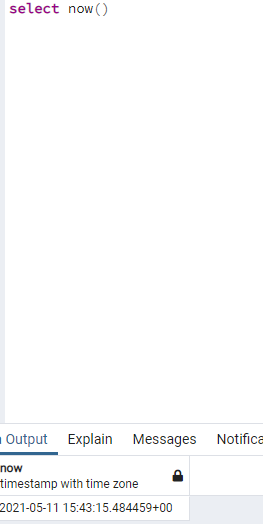 select now()
Output Explain Messages Notifica
now
timestamp with time zone
2021-05-11 15:43:15.484459+00